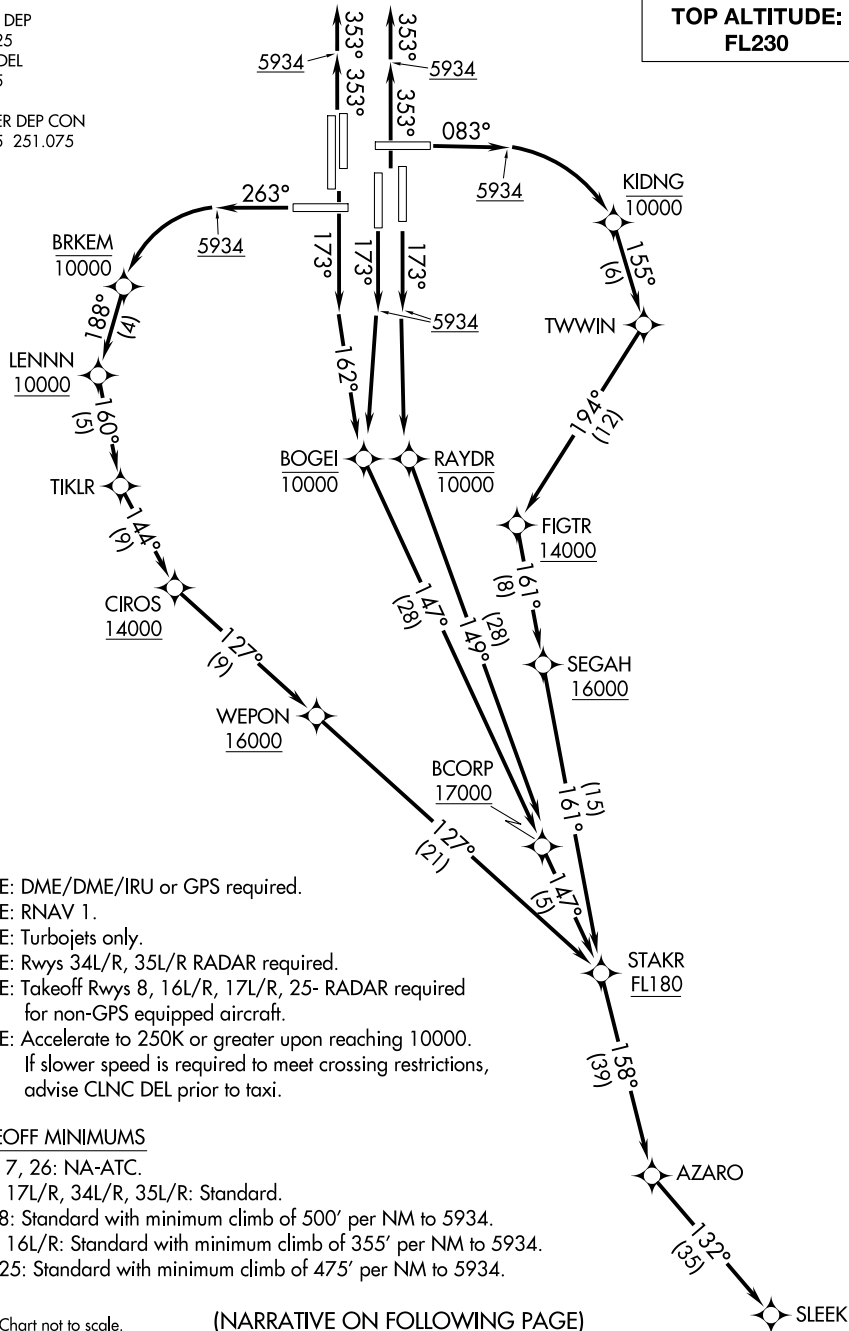 DEP
25
DEL
5
ER DEP CON
5 251.075
TOP ALTITUDE:
FL230
353°
353°
5934
5934
353°
353°
083°
5934
KIDNG
10000
263°
5934
BRKEM
10000
173°
173°
173°
155°
(6)
5934
TWWIN
188°
(4)
LENNN
10000
162°
194°
(12)
160°
(5)
BOGEI
10000
RAYDR
10000
TIKLR
FIGTR
14000
144°
(9)
CIROS
14000
147°
(28)
149°
(28)
161°
(8)
127°
(9)
SEGAH
16000
WEPON
16000
BCORP
17000
161°
(15)
127°
(21)
147°
(5)
E: DME/DME/IRU or GPS required.
E: RNAV 1.
E: Turbojets only.
E: Rwys 34L/R, 35L/R RADAR required.
E: Takeoff Rwys 8, 16L/R, 17L/R, 25- RADAR required
for non-GPS equipped aircraft.
E: Accelerate to 250K or greater upon reaching 10000.
If slower speed is required to meet crossing restrictions,
advise CLNC DEL prior to taxi.
STAKR
FL180
158°
(39)
EOFF MINIMUMS
7, 26: NA-ATC.
17L/R, 34L/R, 35L/R: Standard.
8: Standard with minimum climb of 500' per NM to 5934.
16L/R: Standard with minimum climb of 355' per NM to 5934.
25: Standard with minimum climb of 475' per NM to 5934.
AZARO
132°
(35)
SLEEK
Chart not to scale.
(NARRATIVE ON FOLLOWING PAGE)